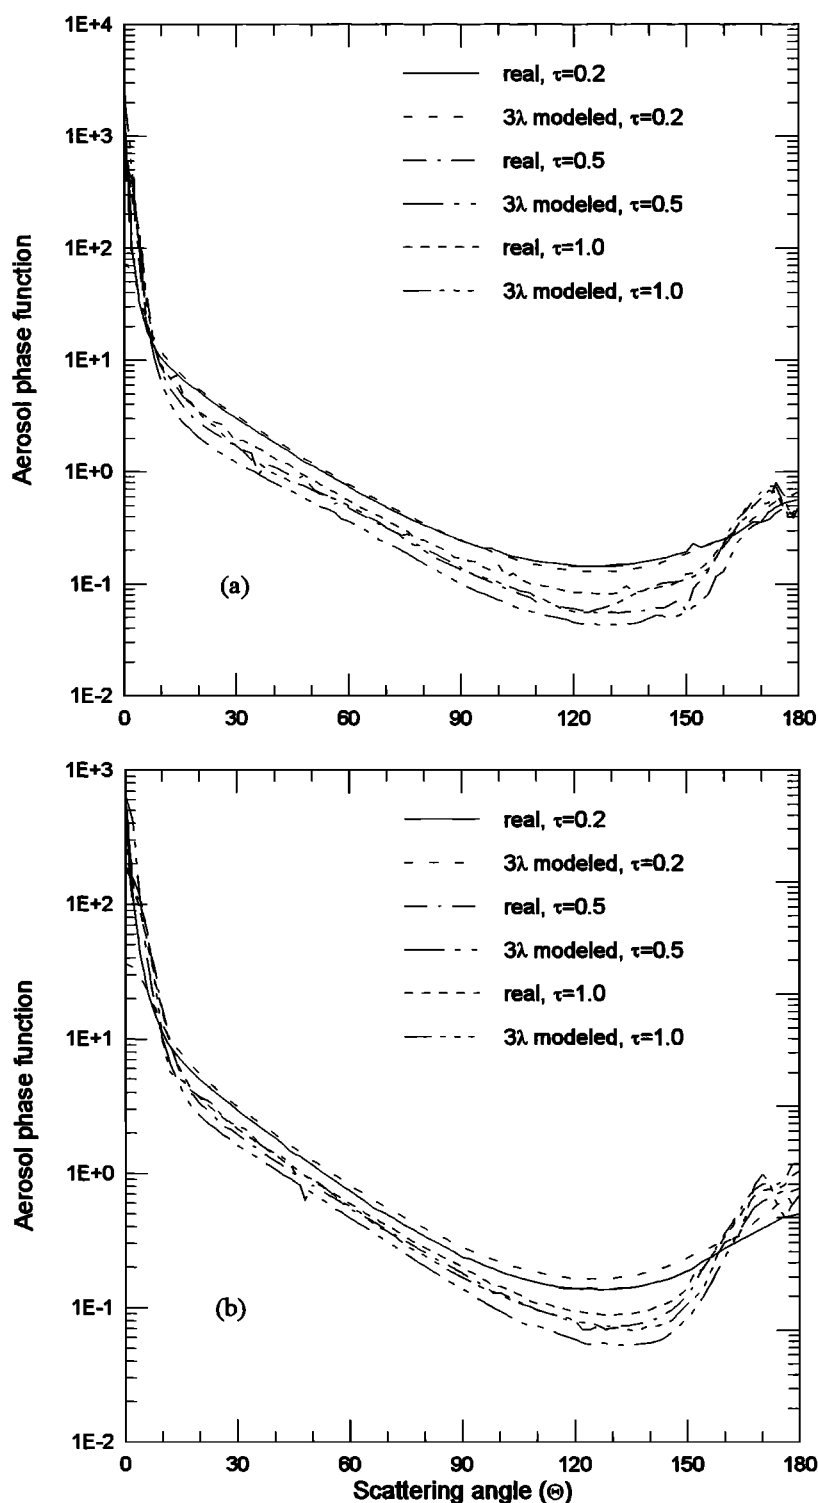 1E+4
1E+3
1E+2
1E+1
1E+0
1E-1
1E-2
Aerosol phase function
real, τ=0.2
3λ modeled, τ=0.2
real, τ=0.5
3λ modeled, τ=0.5
real, τ=1.0
3λ modeled, τ=1.0
(a)
0 30 60 90 120 150 180
1E+3
1E+2
1E+1
1E+0
1E-1
1E-2
Aerosol phase function
real, τ=0.2
3λ modeled, τ=0.2
real, τ=0.5
3λ modeled, τ=0.5
real, τ=1.0
3λ modeled, τ=1.0
(b)
0 30 60 90 120 150 180
Scattering angle (Θ)